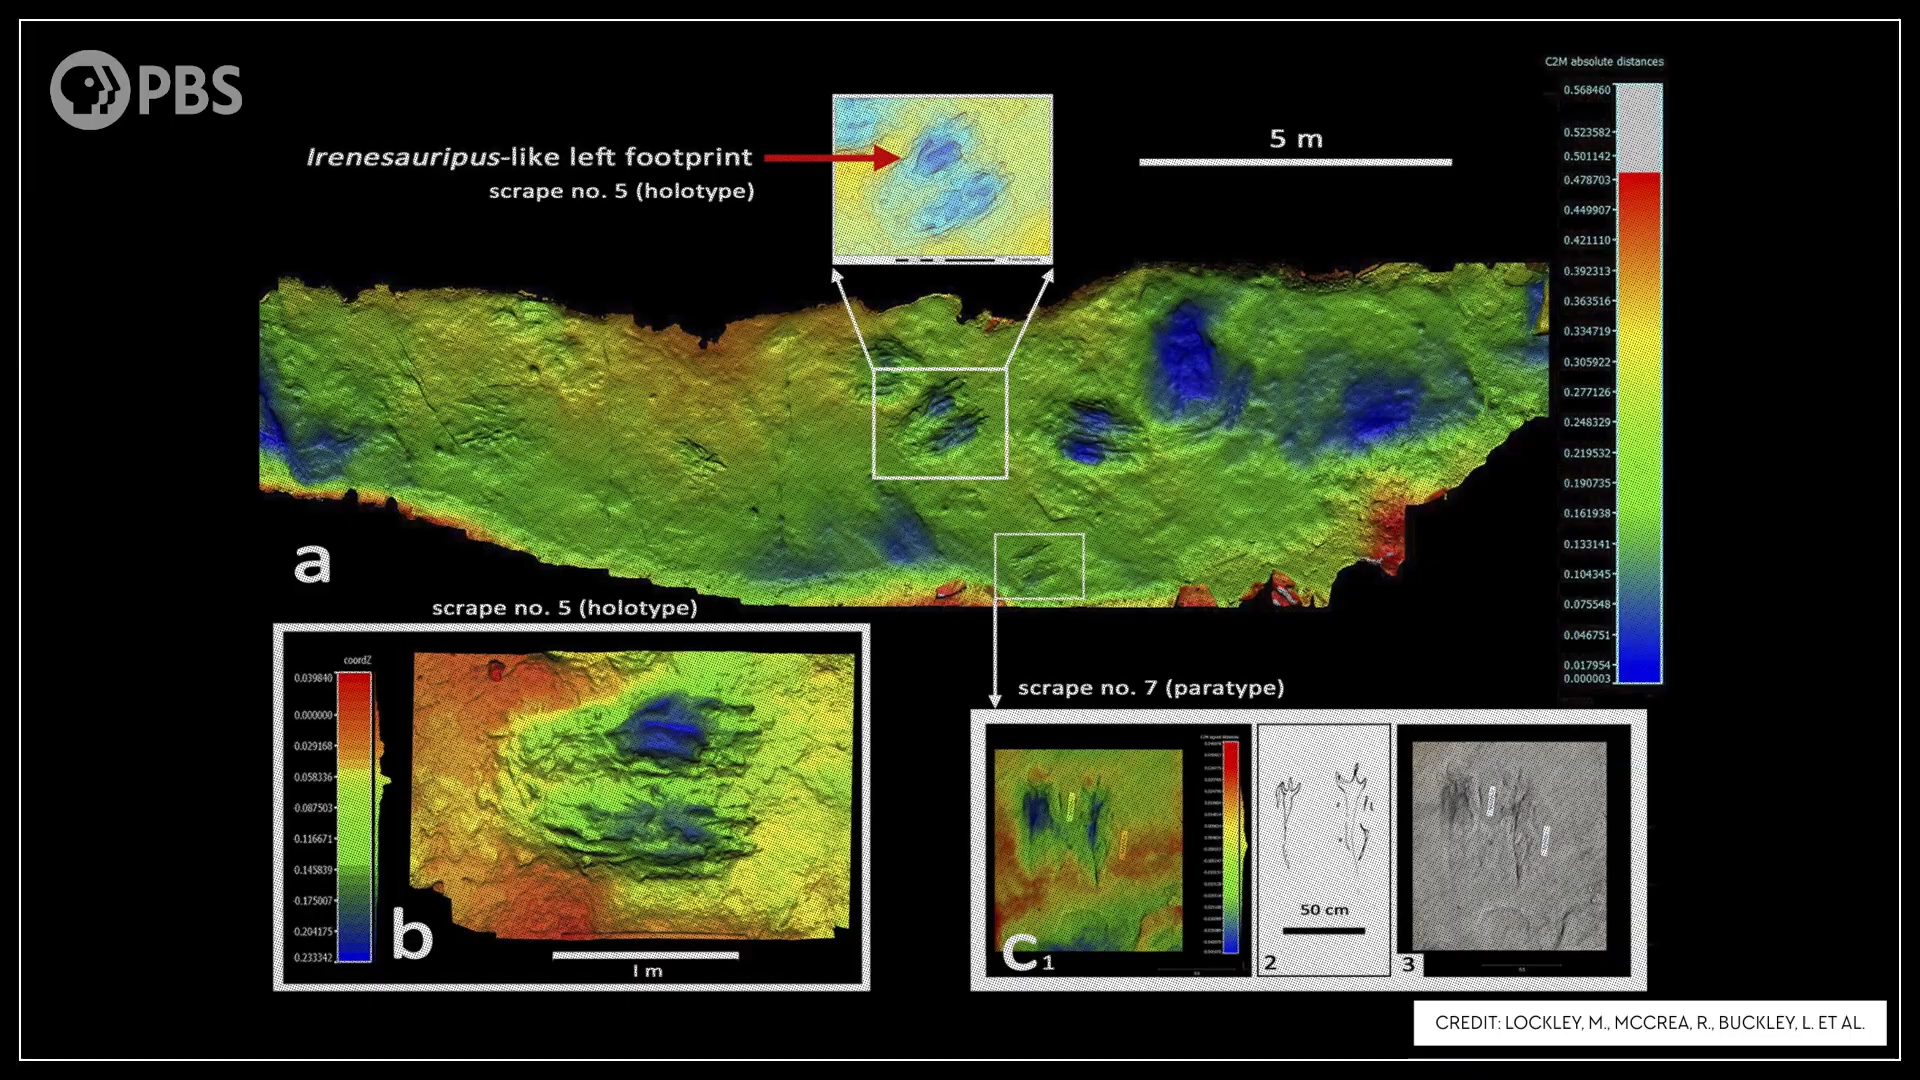 PBS
C2M absolute distances
0.568460
0.523582
0.501142
0.478703
0.449907
0.421110
0.392313
0.363516
0.334719
0.305922
0.277126
0.248329
0.219532
0.190735
0.161938
0.133141
0.104345
0.075548
0.046751
0.017954
0.000003
Irenesauripus-like left footprint
scrape no. 5 (holotype)
5 m
a
scrape no. 5 (holotype)
coordZ
0.039840
0.000000
0.029168
0.058336
-0.087503
0.116671
-0.145839
-0.175007
-0.204175
0.233342
b
1 m
scrape no. 7 (paratype)
c 1
50 cm
2
3
CREDIT: LOCKLEY, M., MCCREA, R., BUCKLEY, L. ET AL.